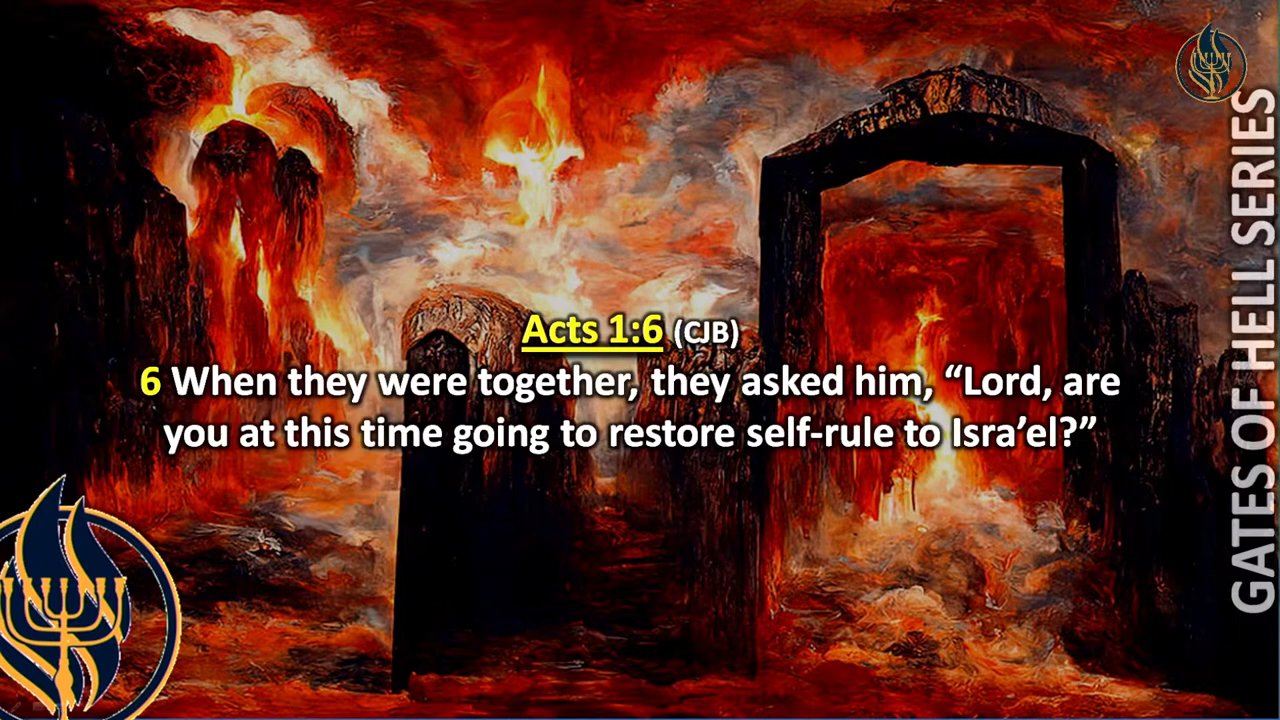 Acts 1:6 (CJB)
6 When they were together, they asked him, “Lord, are
you at this time going to restore self-rule to Isra’el?”
GATES OF HELL SERIES